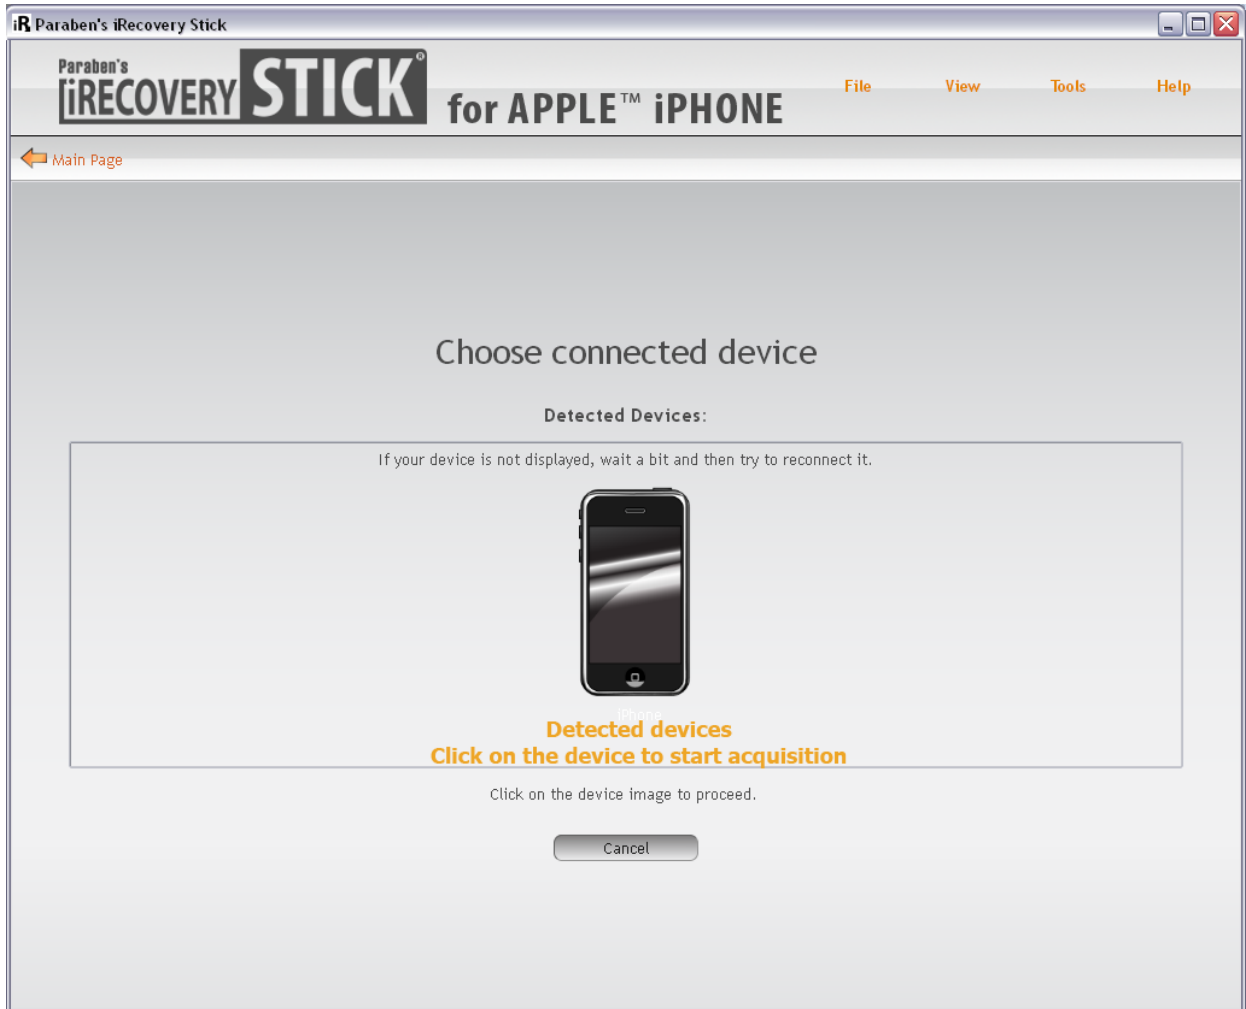 iR Paraben's iRecovery Stick
Paraben's
iRECOVERY STICK® for APPLE™ iPHONE
File View Tools Help
Main Page
Choose connected device
Detected Devices:
If your device is not displayed, wait a bit and then try to reconnect it.
iPhone
Detected devices
Click on the device to start acquisition
Click on the device image to proceed.
Cancel